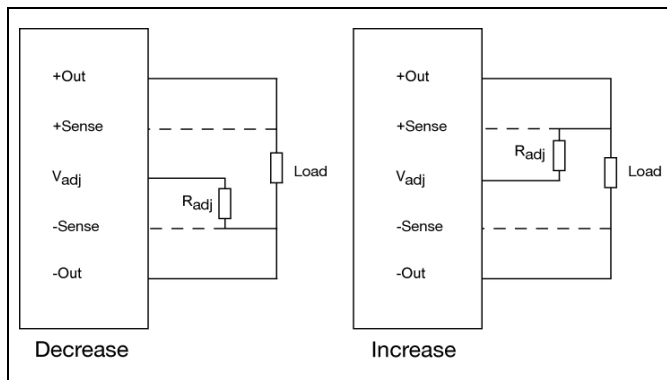 +Out
+Sense
Vadj
Radj
-Sense
-Out
Load
Decrease
+Out
+Sense
Radj
Vadj
-Sense
-Out
Load
Increase